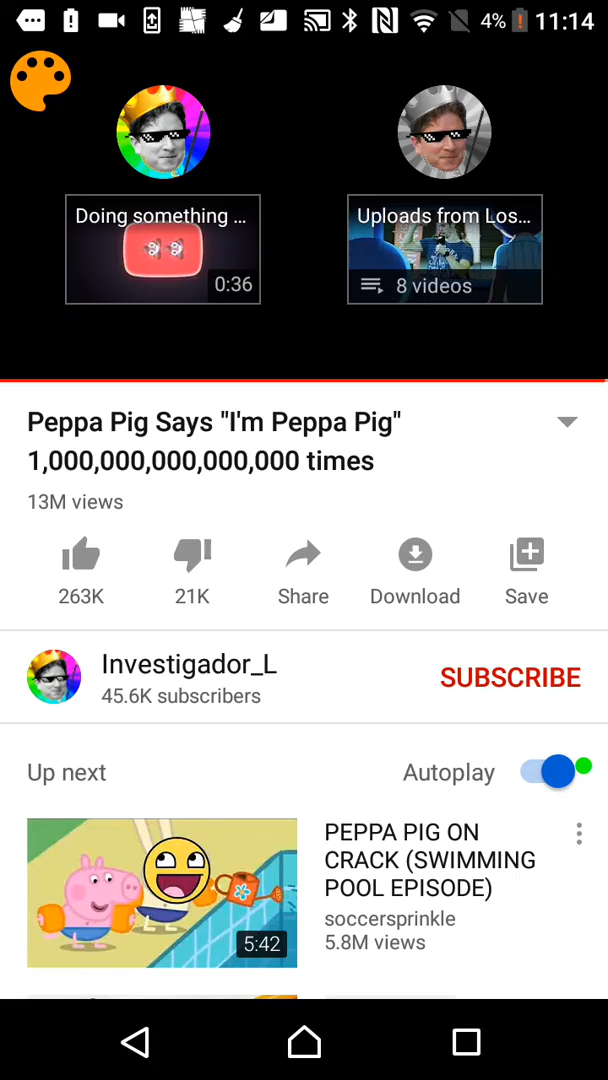 4% 11:14
Doing something ...
0:36
Uploads from Los...
8 videos
Peppa Pig Says "I'm Peppa Pig"
1,000,000,000,000,000 times
13M views
263K
21K
Share
Download
Save
Investigador_L
45.6K subscribers
SUBSCRIBE
Up next
Autoplay
5:42
PEPPA PIG ON
CRACK (SWIMMING
POOL EPISODE)
soccersprinkle
5.8M views